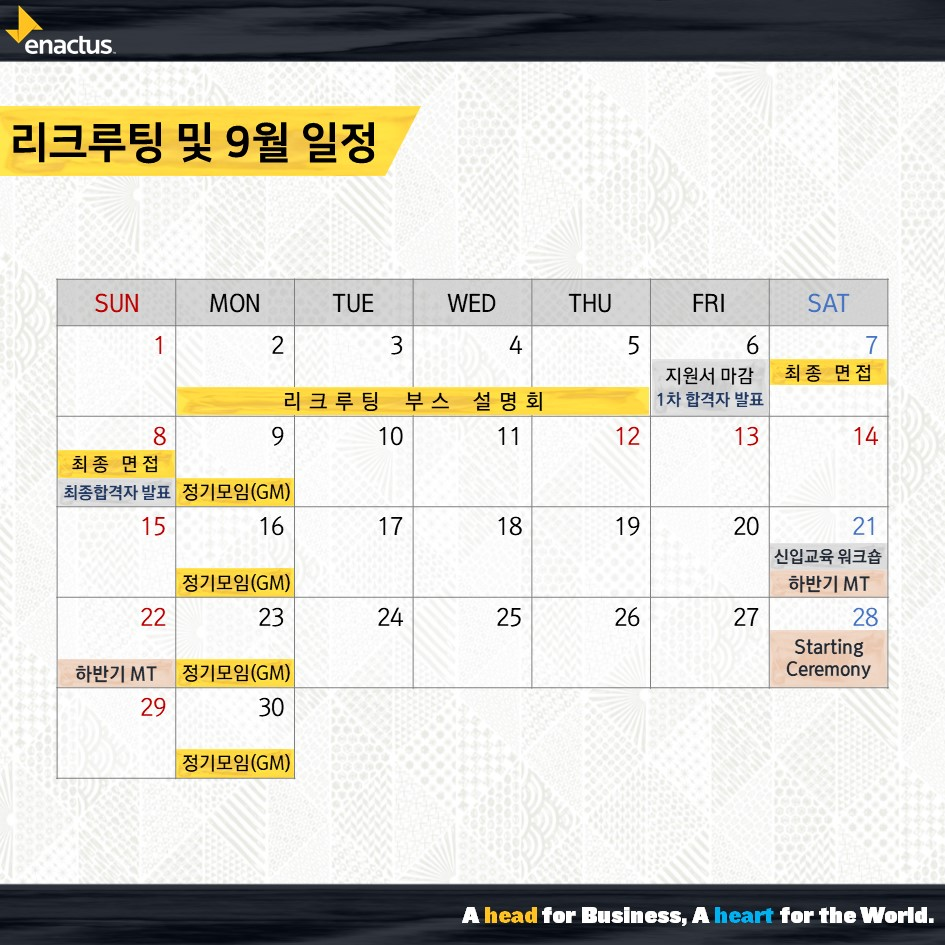 enactus
리크루팅 및 9월 일정
SUN MON TUE WED THU FRI SAT
1 2 3 4 5 6 7
리크루팅 부스 설명회
지원서 마감
1차 합격자 발표
최종 면접
8 9 10 11 12 13 14
최종 면접
최종합격자 발표
정기모임(GM)
15 16 17 18 19 20 21
정기모임(GM)
신입교육 워크숍
하반기 MT
22 23 24 25 26 27 28
하반기 MT
정기모임(GM)
Starting
Ceremony
29 30
정기모임(GM)
A head for Business, A heart for the World.